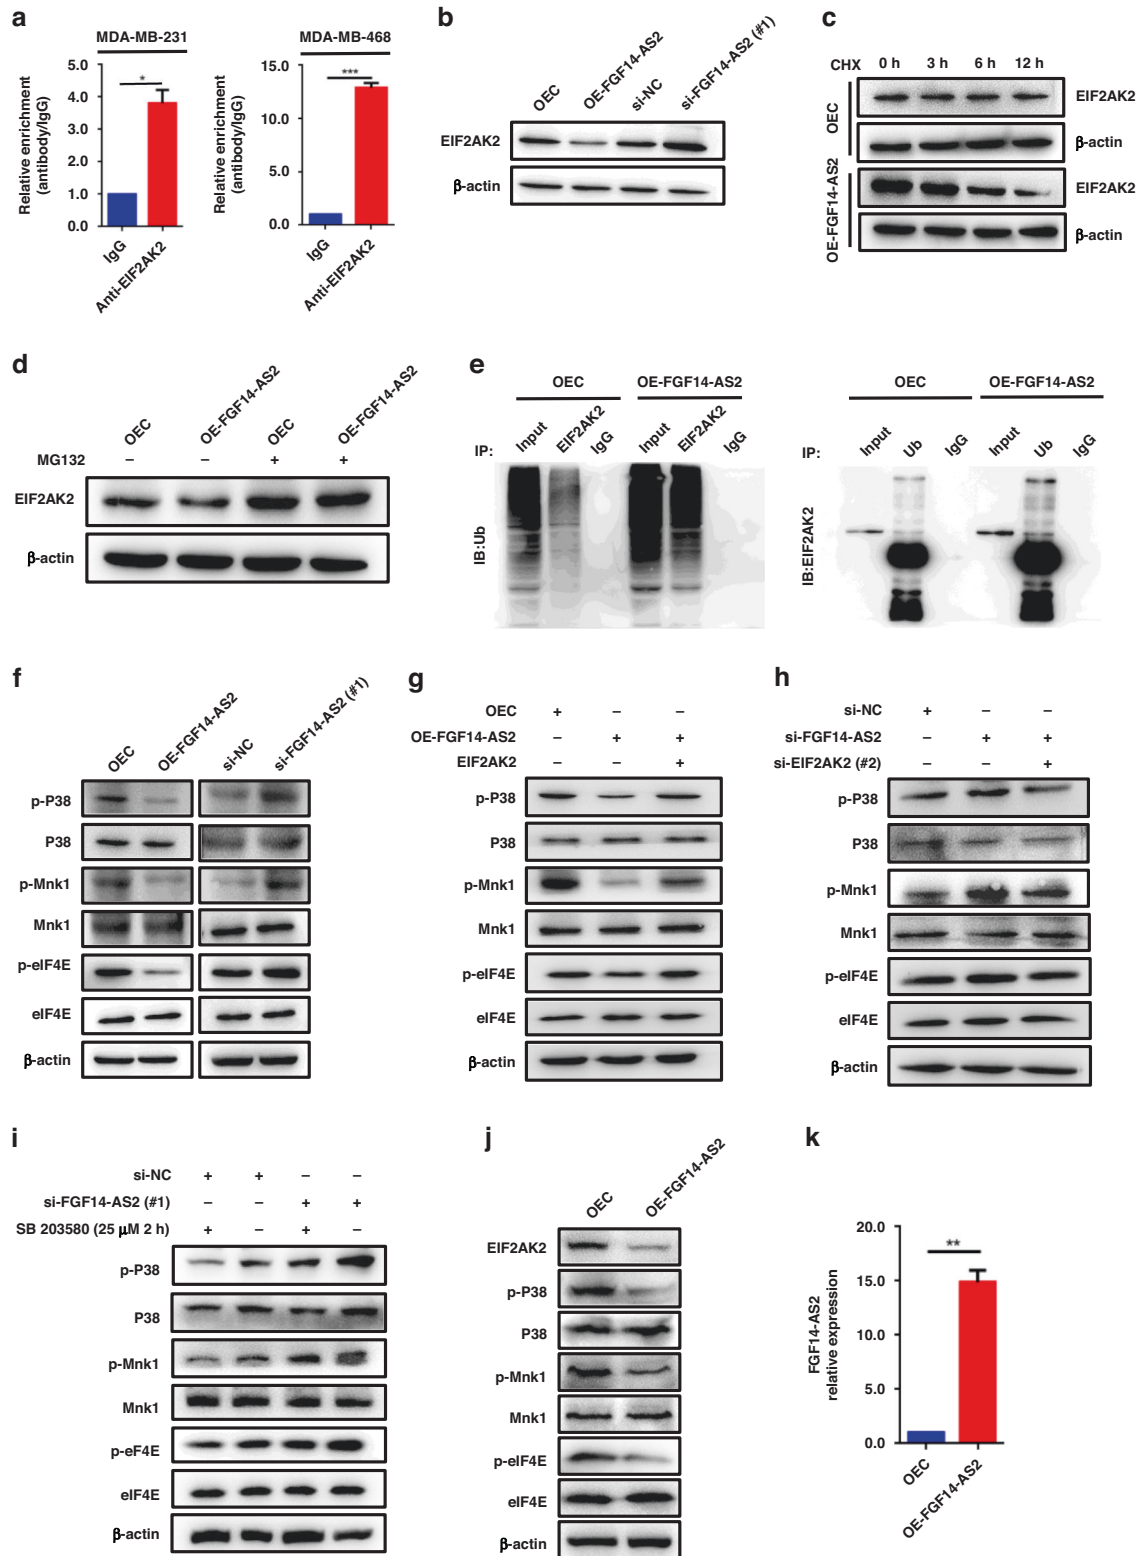 a
MDA-MB-231
MDA-MB-468
Relative enrichment
(antibody/IgG)
5.0
4.0
3.0
2.0
1.0
0.0
*
IgG
Anti-EIF2AK2
Relative enrichment
(antibody/IgG)
15.0
10.0
5.0
0.0
***
IgG
Anti-EIF2AK2
b
OEC
OE-FGF14-AS2
si-NC
si-FGF14-AS2 (#1)
EIF2AK2
β-actin
c
CHX 0 h 3 h 6 h 12 h
OEC
EIF2AK2
β-actin
OE-FGF14-AS2
EIF2AK2
β-actin
d
OEC
OE-FGF14-AS2
OEC
OE-FGF14-AS2
MG132 – – + +
EIF2AK2
β-actin
e
OEC OE-FGF14-AS2
IP: Input EIF2AK2 IgG Input EIF2AK2 IgG
IB:Ub
OEC OE-FGF14-AS2
IP: Input Ub IgG Input Ub IgG
IB:EIF2AK2
f
OEC
OE-FGF14-AS2
si-NC
si-FGF14-AS2 (#1)
p-P38
P38
p-Mnk1
Mnk1
p-eIF4E
eIF4E
β-actin
g
OEC + – –
OE-FGF14-AS2 – + +
EIF2AK2 – – +
p-P38
P38
p-Mnk1
Mnk1
p-eIF4E
eIF4E
β-actin
h
si-NC + – –
si-FGF14-AS2 – + +
si-EIF2AK2 (#2) – – +
p-P38
P38
p-Mnk1
Mnk1
p-eIF4E
eIF4E
β-actin
i
si-NC + + – –
si-FGF14-AS2 (#1) – – + +
SB 203580 (25 μM 2 h) + – + –
p-P38
P38
p-Mnk1
Mnk1
p-eF4E
eIF4E
β-actin
j
OEC
OE-FGF14-AS2
EIF2AK2
p-P38
P38
p-Mnk1
Mnk1
p-eIF4E
eIF4E
β-actin
k
FGF14-AS2
relative expression
20.0
15.0
10.0
5.0
0.0
**
OEC
OE-FGF14-AS2